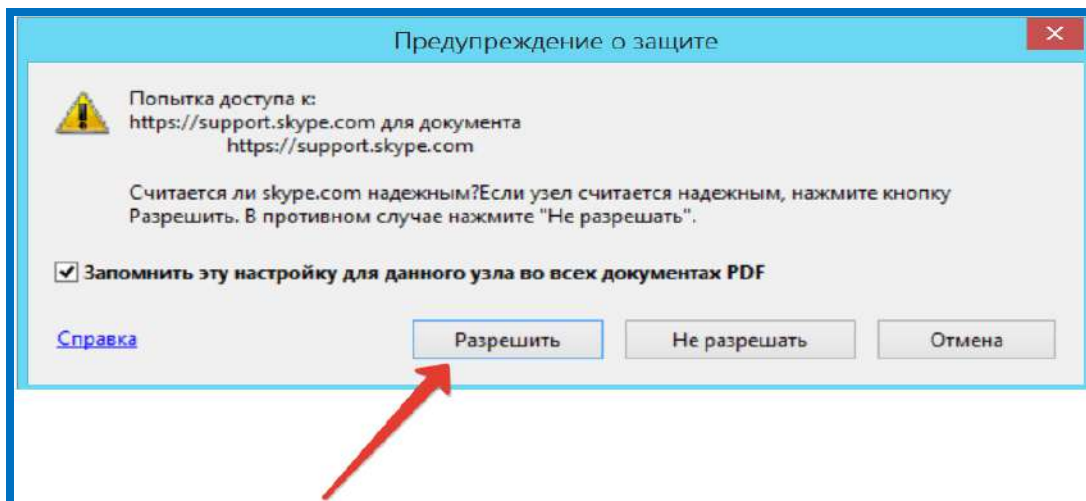 Предупреждение о защите
Попытка доступа к:
https://support.skype.com для документа
https://support.skype.com
Считается ли skype.com надежным?Если узел считается надежным, нажмите кнопку
Разрешить. В противном случае нажмите "Не разрешать".
Запомнить эту настройку для данного узла во всех документах PDF
Справка Разрешить Не разрешать Отмена